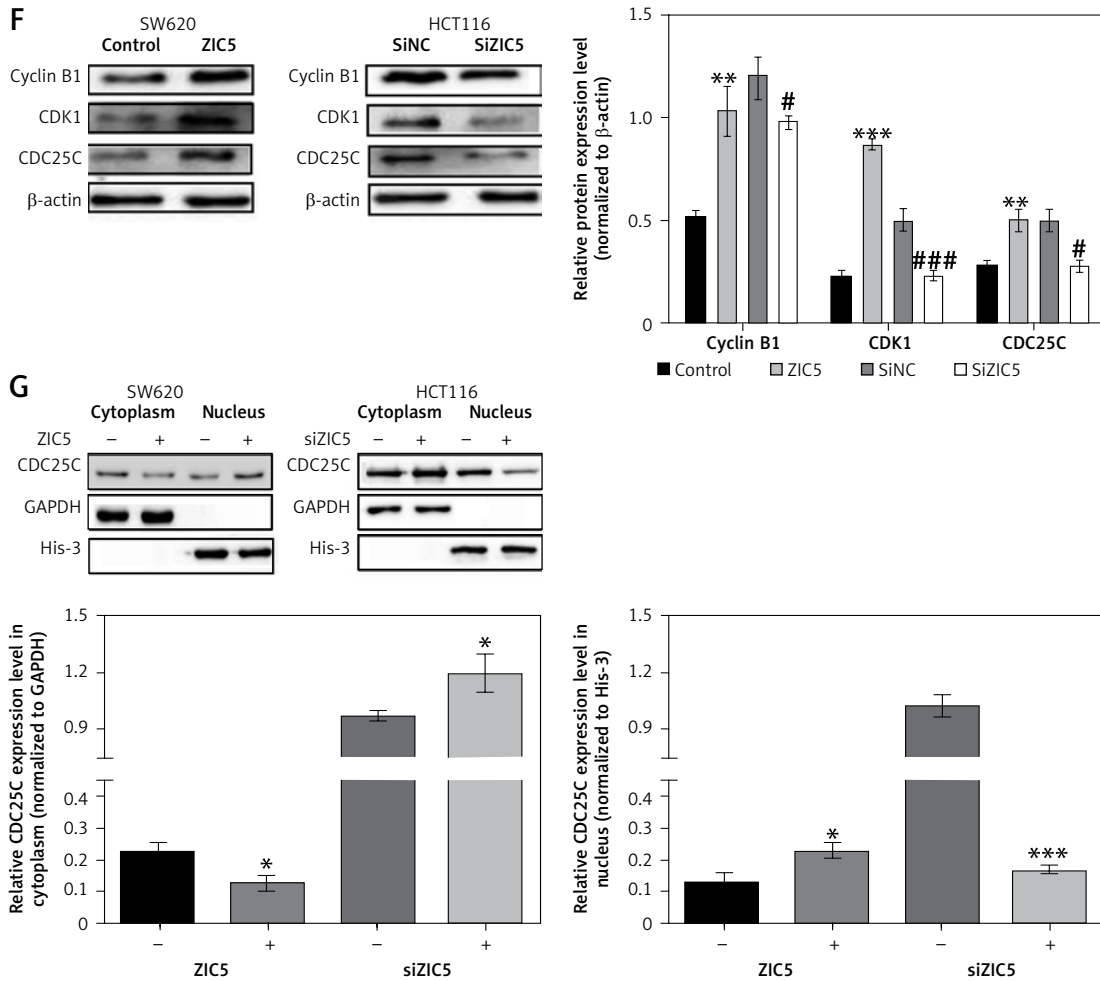 F
SW620
Control ZIC5
Cyclin B1
CDK1
CDC25C
β-actin
HCT116
SiNC SiZIC5
Cyclin B1
CDK1
CDC25C
β-actin
Relative protein expression level
(normalized to β-actin)
1.5
1.0
0.5
0
** # *** ### ** #
Cyclin B1 CDK1 CDC25C
Control ZIC5 SiNC SiZIC5
G
SW620
Cytoplasm Nucleus
ZIC5 – + – +
CDC25C
GAPDH
His-3
HCT116
Cytoplasm Nucleus
siZIC5 – + – +
CDC25C
GAPDH
His-3
Relative CDC25C expression level in
cytoplasm (normalized to GAPDH)
1.5
1.2
0.9
0.4
0.3
0.2
0.1
0
* *
– + – +
ZIC5 siZIC5
Relative CDC25C expression level in
nucleus (normalized to His-3)
1.5
1.2
0.9
0.4
0.3
0.2
0.1
0
* ***
– + – +
ZIC5 siZIC5